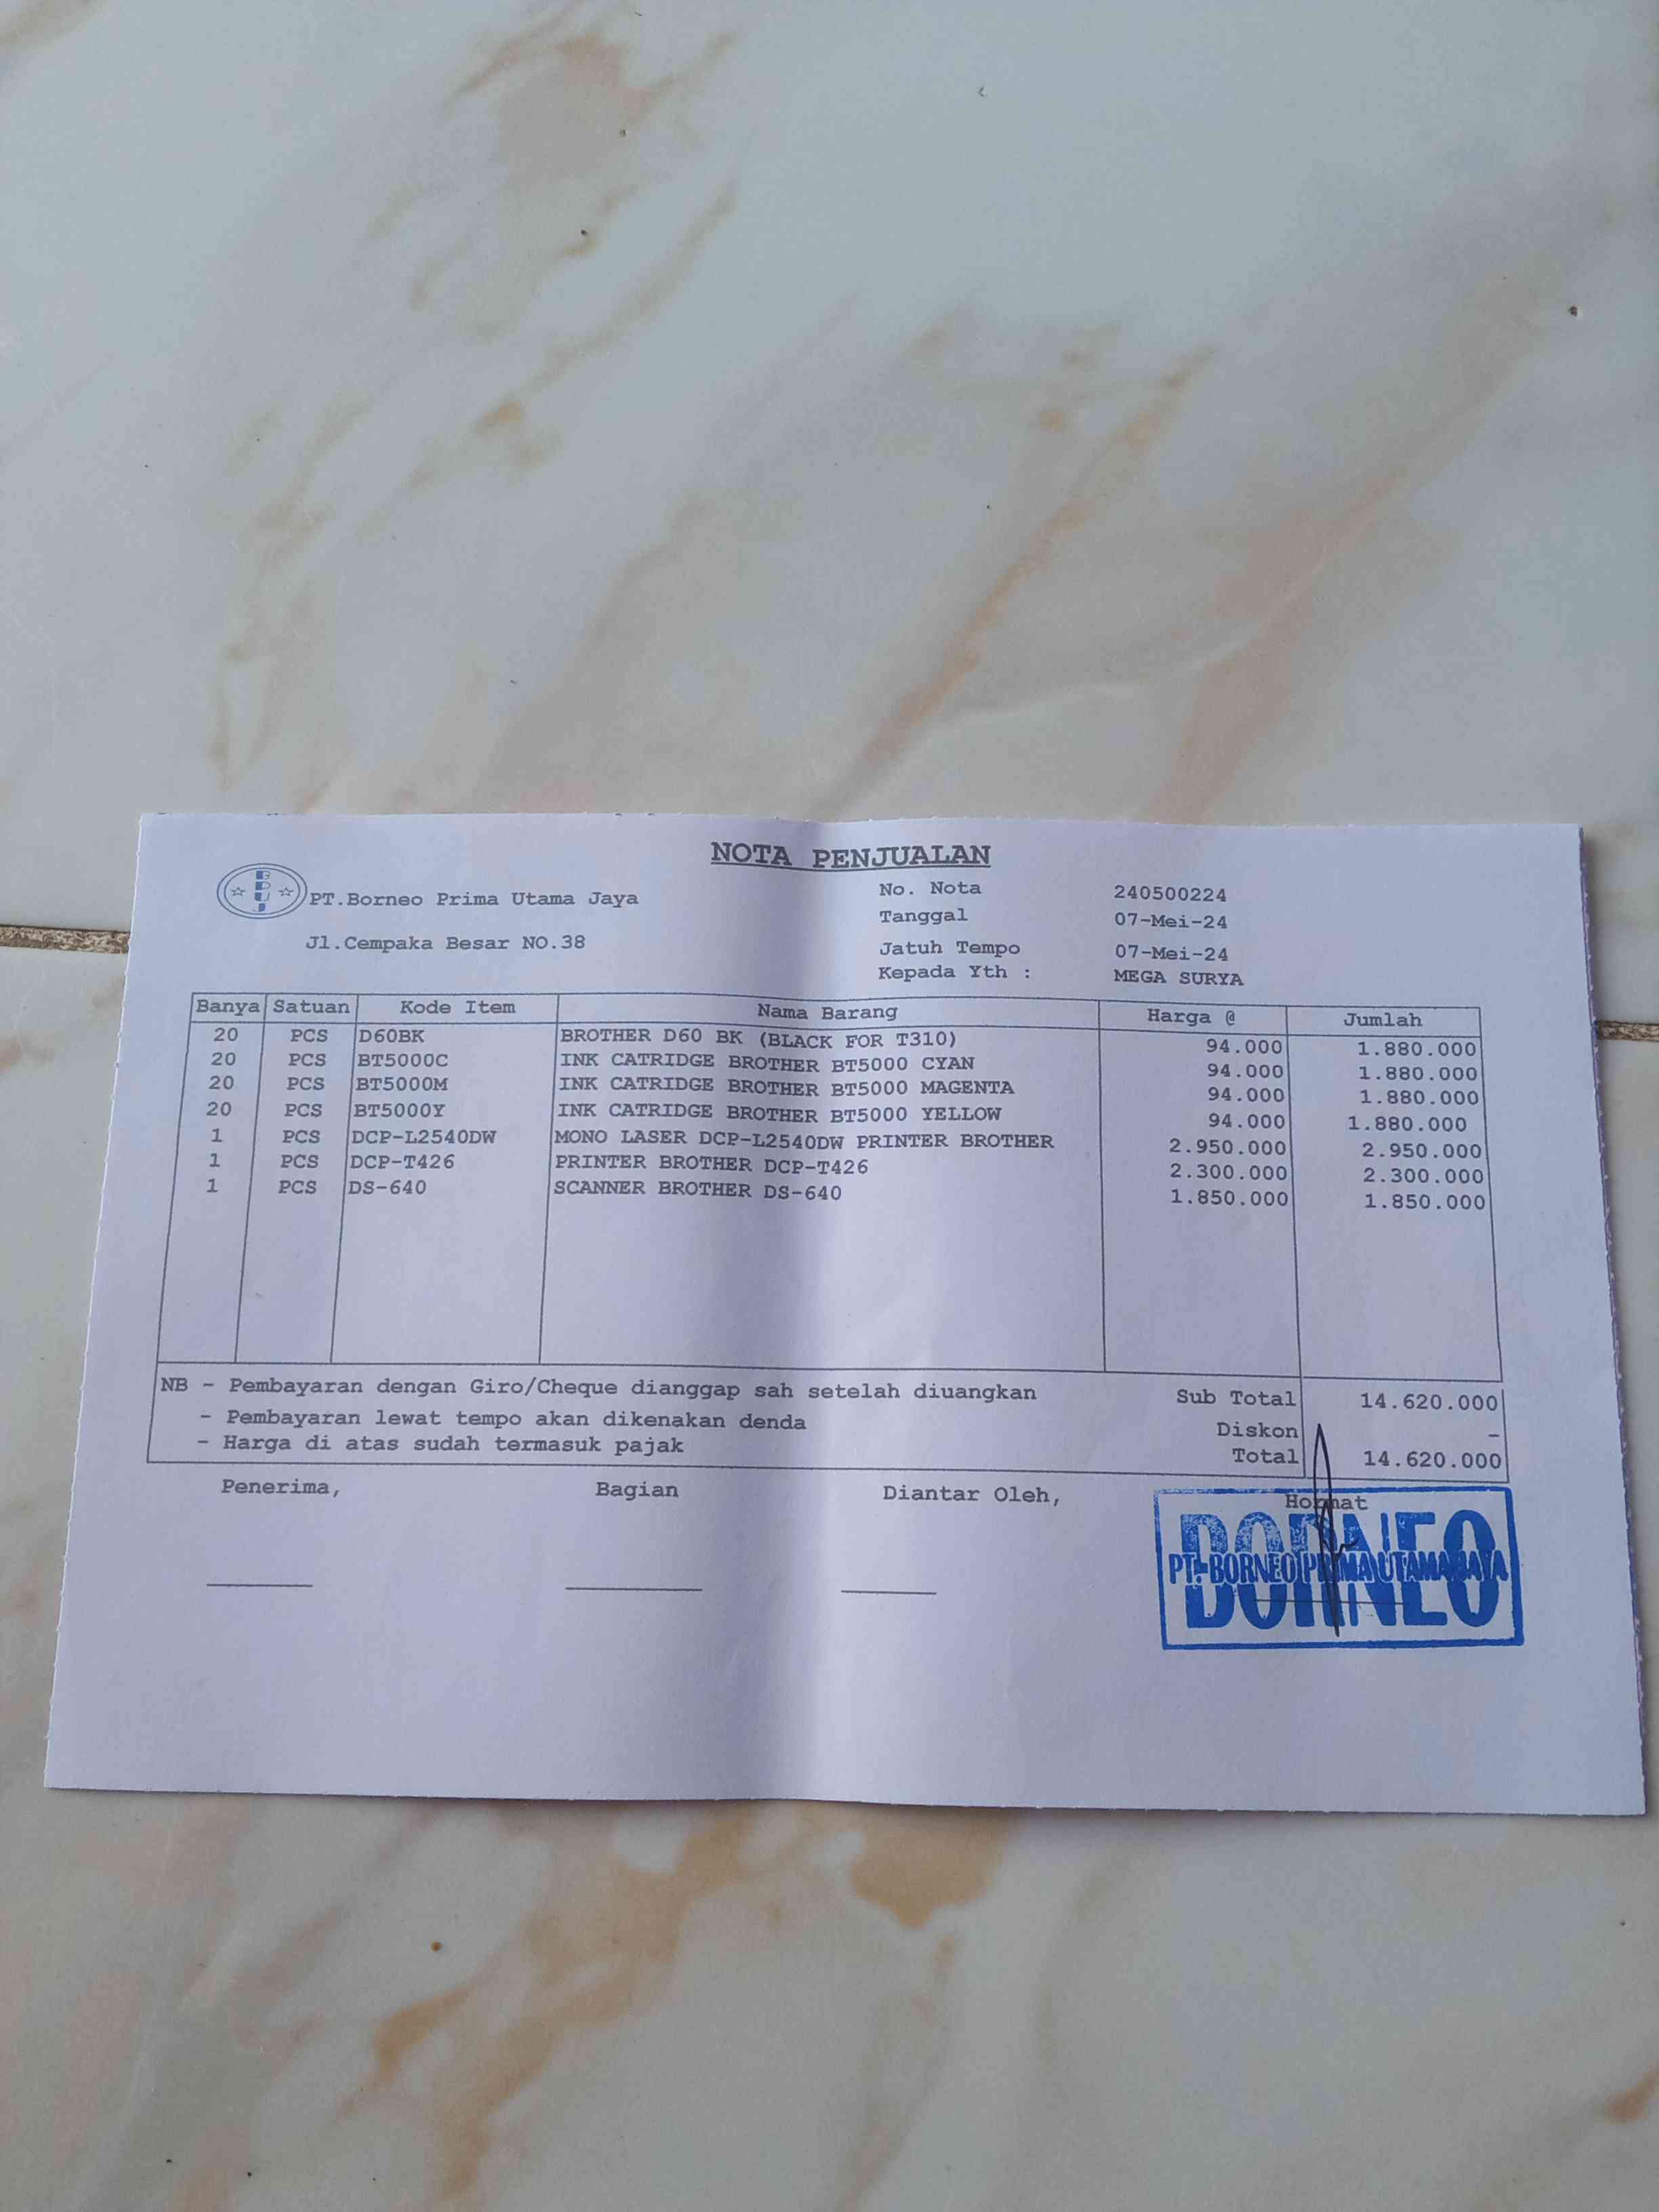 NOTA PENJUALAN
BPUJ
PT.Borneo Prima Utama Jaya
Jl.Cempaka Besar NO.38
No. Nota 240500224
Tanggal 07-Mei-24
Jatuh Tempo 07-Mei-24
Kepada Yth : MEGA SURYA
Banya Satuan Kode Item Nama Barang Harga @ Jumlah
20 PCS D60BK BROTHER D60 BK (BLACK FOR T310) 94.000 1.880.000
20 PCS BT5000C INK CATRIDGE BROTHER BT5000 CYAN 94.000 1.880.000
20 PCS BT5000M INK CATRIDGE BROTHER BT5000 MAGENTA 94.000 1.880.000
20 PCS BT5000Y INK CATRIDGE BROTHER BT5000 YELLOW 94.000 1.880.000
1 PCS DCP-L2540DW MONO LASER DCP-L2540DW PRINTER BROTHER 2.950.000 2.950.000
1 PCS DCP-T426 PRINTER BROTHER DCP-T426 2.300.000 2.300.000
1 PCS DS-640 SCANNER BROTHER DS-640 1.850.000 1.850.000
NB - Pembayaran dengan Giro/Cheque dianggap sah setelah diuangkan
- Pembayaran lewat tempo akan dikenakan denda
- Harga di atas sudah termasuk pajak
Sub Total 14.620.000
Diskon -
Total 14.620.000
Penerima, Bagian Diantar Oleh, Hormat
BORNEO
PT. BORNEO PRIMA UTAMA JAYA